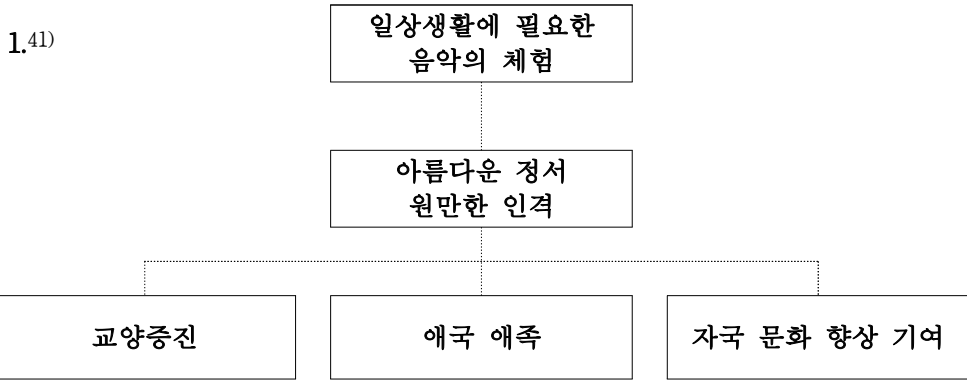 1.41)
일상생활에 필요한
음악의 체험
아름다운 정서
원만한 인격
교양증진
애국 애족
자국 문화 향상 기여